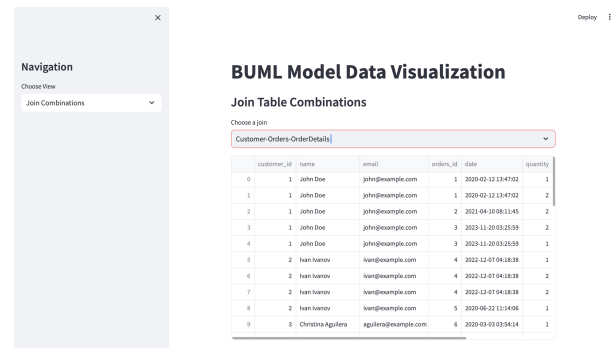 Deploy
Navigation
Choose View
Join Combinations
BUML Model Data Visualization
Join Table Combinations
Choose a join
Customer-Orders-OrderDetails
customer_id name email orders_id date quantity
0 1 John Doe john@example.com 1 2020-02-12 13:47:02 1
1 1 John Doe john@example.com 1 2020-02-12 13:47:02 2
2 1 John Doe john@example.com 2 2021-04-10 08:11:45 2
3 1 John Doe john@example.com 3 2023-11-20 03:25:59 2
4 1 John Doe john@example.com 3 2023-11-20 03:25:59 1
5 2 Ivan Ivanov ivan@example.com 4 2022-12-07 04:18:38 2
6 2 Ivan Ivanov ivan@example.com 4 2022-12-07 04:18:38 1
7 2 Ivan Ivanov ivan@example.com 4 2022-12-07 04:18:38 2
8 2 Ivan Ivanov ivan@example.com 5 2020-06-22 11:14:06 1
9 3 Christina Aguilera aguilera@example.com 6 2020-03-03 03:54:14 1